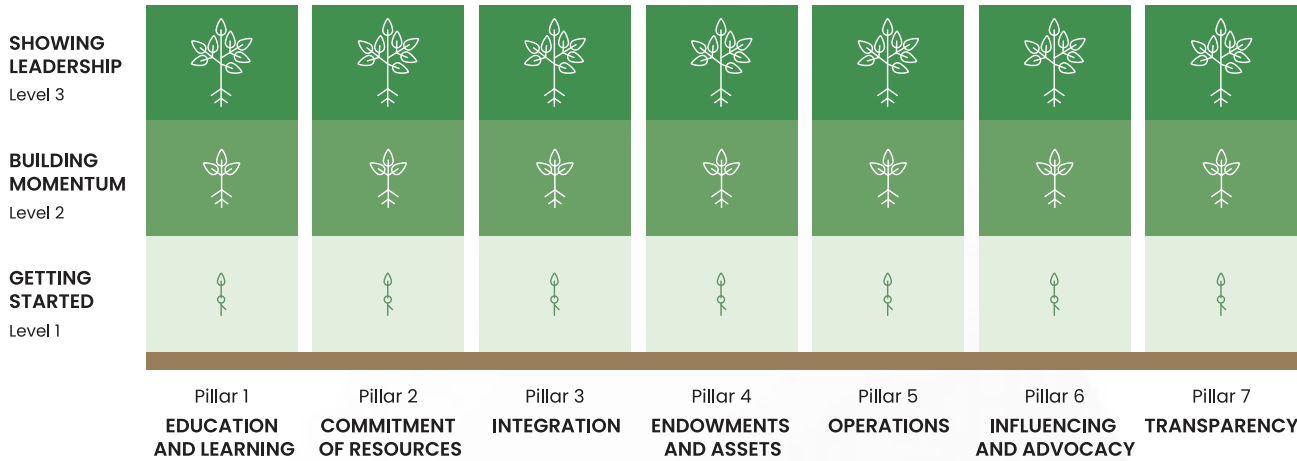 SHOWING
LEADERSHIP
Level 3
BUILDING
MOMENTUM
Level 2
GETTING
STARTED
Level 1
Pillar 1
EDUCATION
AND LEARNING
Pillar 2
COMMITMENT
OF RESOURCES
Pillar 3
INTEGRATION
Pillar 4
ENDOWMENTS
AND ASSETS
Pillar 5
OPERATIONS
Pillar 6
INFLUENCING
AND ADVOCACY
Pillar 7
TRANSPARENCY